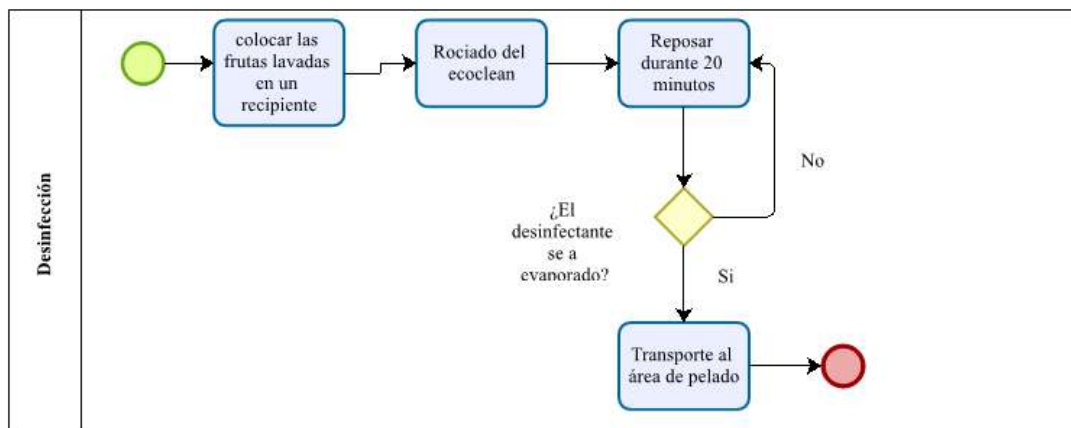 Desinfección
colocar las
frutas lavadas
en un
recipiente
Rociado del
ecoclean
Reposar
durante 20
minutos
No
¿El
desinfectante
se a
evaporado?
Si
Transporte al
área de pelado